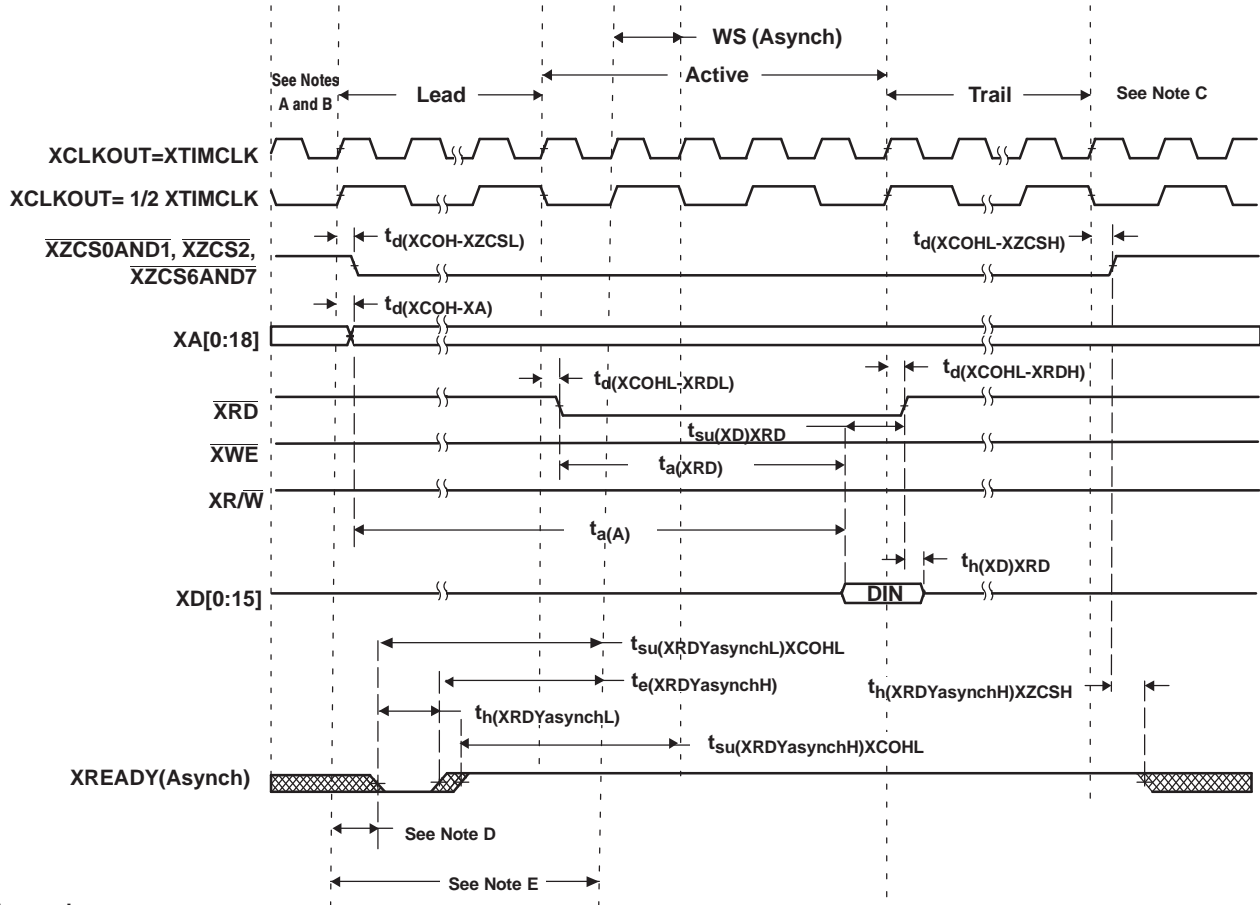 WS (Asynch)
Active
See Notes
A and B
Lead
Trail
See Note C
XCLKOUT=XTIMCLK
XCLKOUT= 1/2 XTIMCLK
td(XCOH-XZCSL)
td(XCOHL-XZCSH)
XZCS0AND1, XZCS2,
XZCS6AND7
td(XCOH-XA)
XA[0:18]
td(XCOHL-XRDL)
td(XCOHL-XRDH)
XRD
tsu(XD)XRD
XWE
ta(XRD)
XR/W
ta(A)
th(XD)XRD
XD[0:15]
DIN
tsu(XRDYasynchL)XCOHL
te(XRDYasynchH)
th(XRDYasynchH)XZCSH
th(XRDYasynchL)
tsu(XRDYasynchH)XCOHL
XREADY(Asynch)
See Note D
See Note E